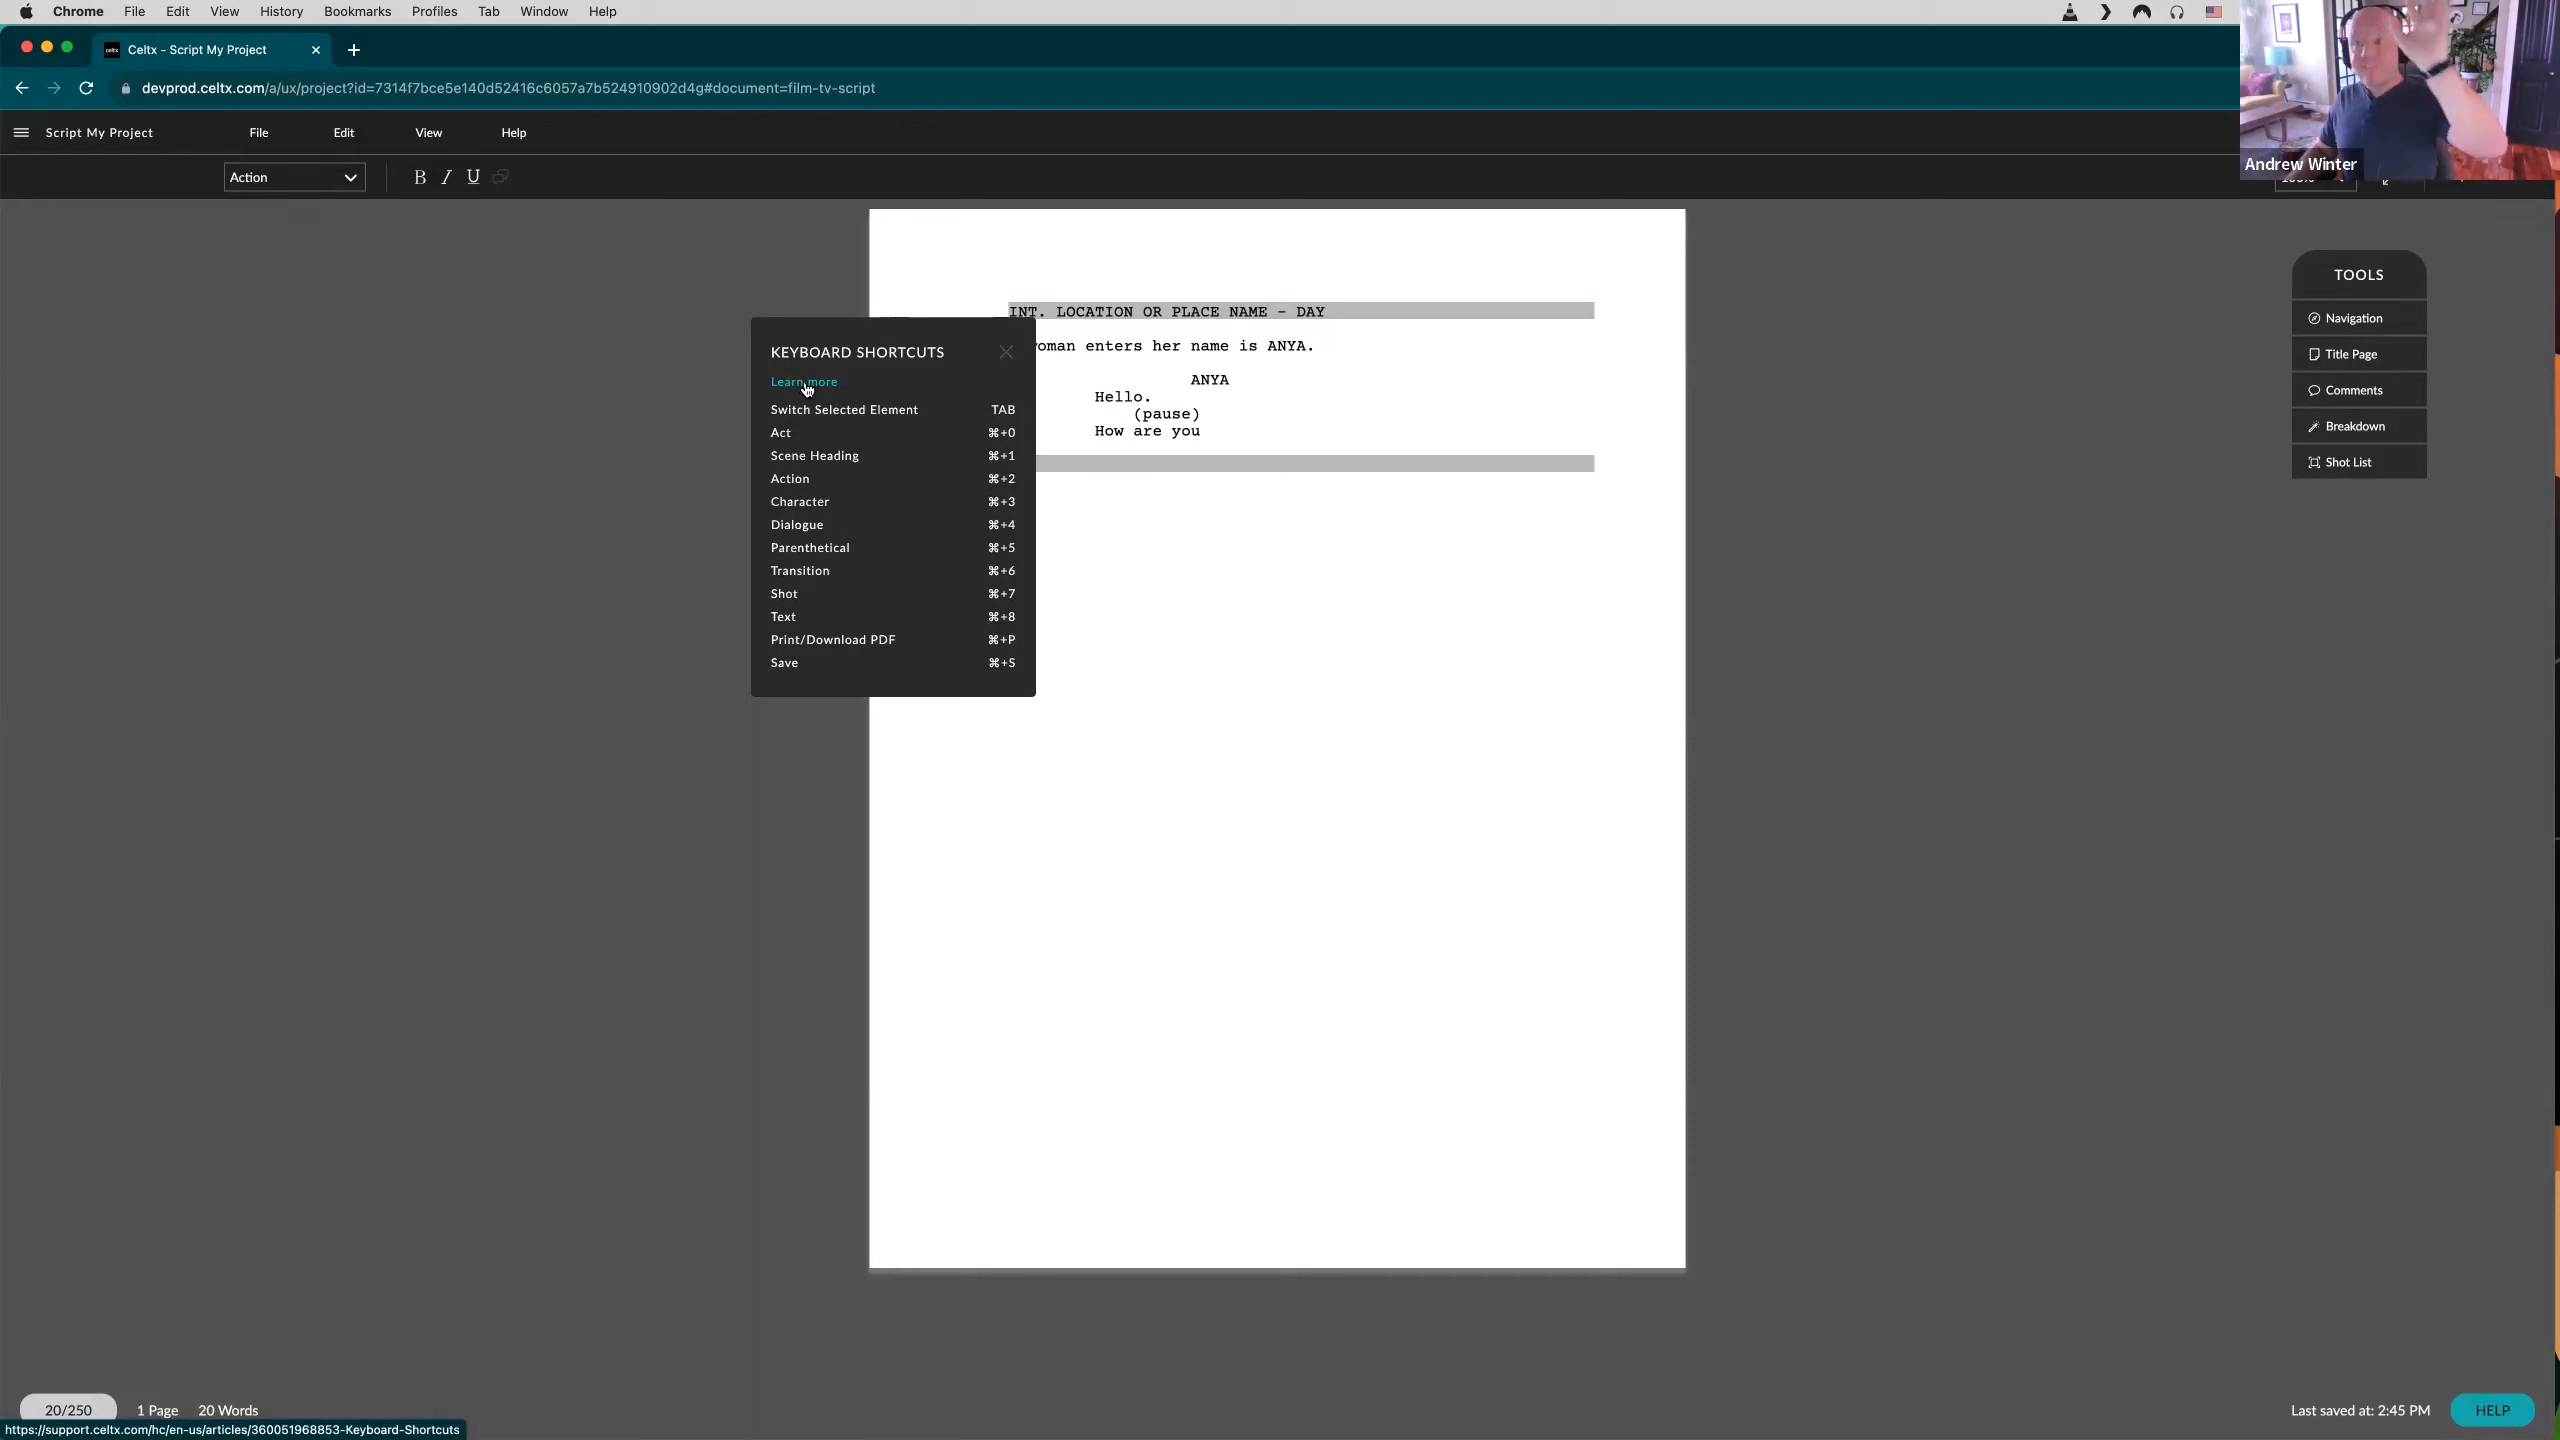 Chrome File Edit View History Bookmarks Profiles Tab Window Help
celtx Celtx - Script My Project
devprod.celtx.com/a/ux/project?id=7314f7bce5e140d52416c6057a7b524910902d4g#document=film-tv-script
Script My Project File Edit View Help
Andrew Winter
Action B I U
TOOLS
Navigation
Title Page
Comments
Breakdown
Shot List
INT. LOCATION OR PLACE NAME - DAY
woman enters her name is ANYA.
ANYA
Hello.
(pause)
How are you
KEYBOARD SHORTCUTS
Learn more
Switch Selected Element TAB
Act ⌘+0
Scene Heading ⌘+1
Action ⌘+2
Character ⌘+3
Dialogue ⌘+4
Parenthetical ⌘+5
Transition ⌘+6
Shot ⌘+7
Text ⌘+8
Print/Download PDF ⌘+P
Save ⌘+S
20/250 1 Page 20 Words
Last saved at: 2:45 PM HELP
https://support.celtx.com/hc/en-us/articles/360051968853-Keyboard-Shortcuts